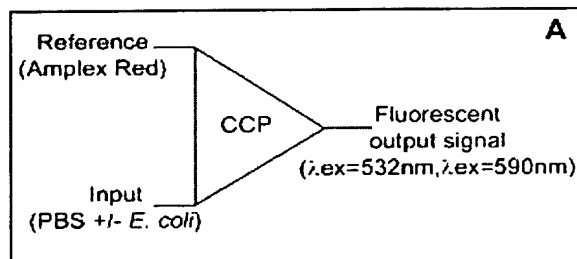 A
Reference
(Amplex Red)
CCP
Fluorescent
output signal
(λex=532nm,λex=590nm)
Input
(PBS +/- E. coli)